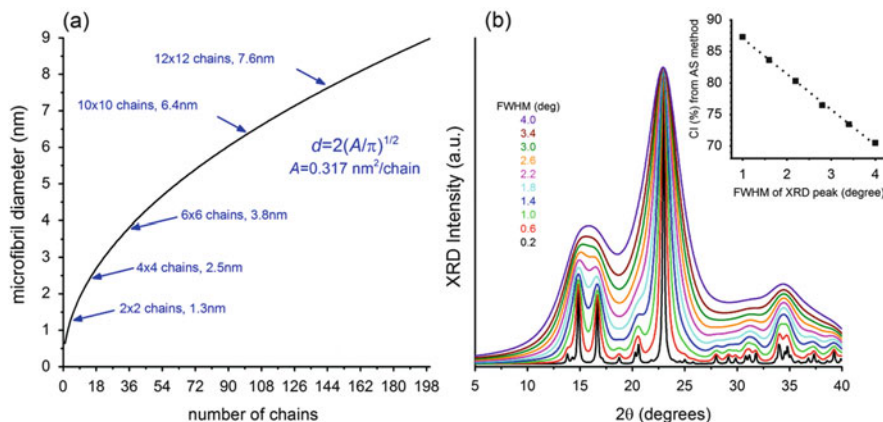 (a)
9
8
7
6
5
4
3
2
1
0
microfibril diameter (nm)
12x12 chains, 7.6nm
10x10 chains, 6.4nm
d=2(A/π)^1/2
A=0.317 nm²/chain
6x6 chains, 3.8nm
4x4 chains, 2.5nm
2x2 chains, 1.3nm
0 18 36 54 72 90 108 126 144 162 180 198
number of chains
(b)
XRD Intensity (a.u.)
FWHM (deg)
4.0
3.4
3.0
2.6
2.2
1.8
1.4
1.0
0.6
0.2
5 10 15 20 25 30 35 40
2θ (degrees)
CI (%) from AS method
90
85
80
75
70
1 2 3 4
FWHM of XRD peak (degree)